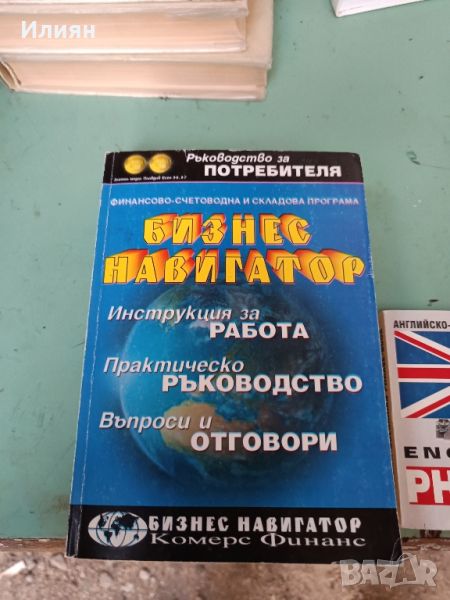 Илиян
Ръководство за
ПОТРЕБИТЕЛЯ
ФИНАНСОВО-СЧЕТОВОДНА И СКЛАДОВА ПРОГРАМА
БИЗНЕС
НАВИГАТОР
Инструкция за
РАБОТА
Практическо
РЪКОВОДСТВО
Въпроси и
ОТГОВОРИ
БИЗНЕС НАВИГАТОР
Комерс Финанс
АНГЛИЙСКО-
ENG
PH
bazar